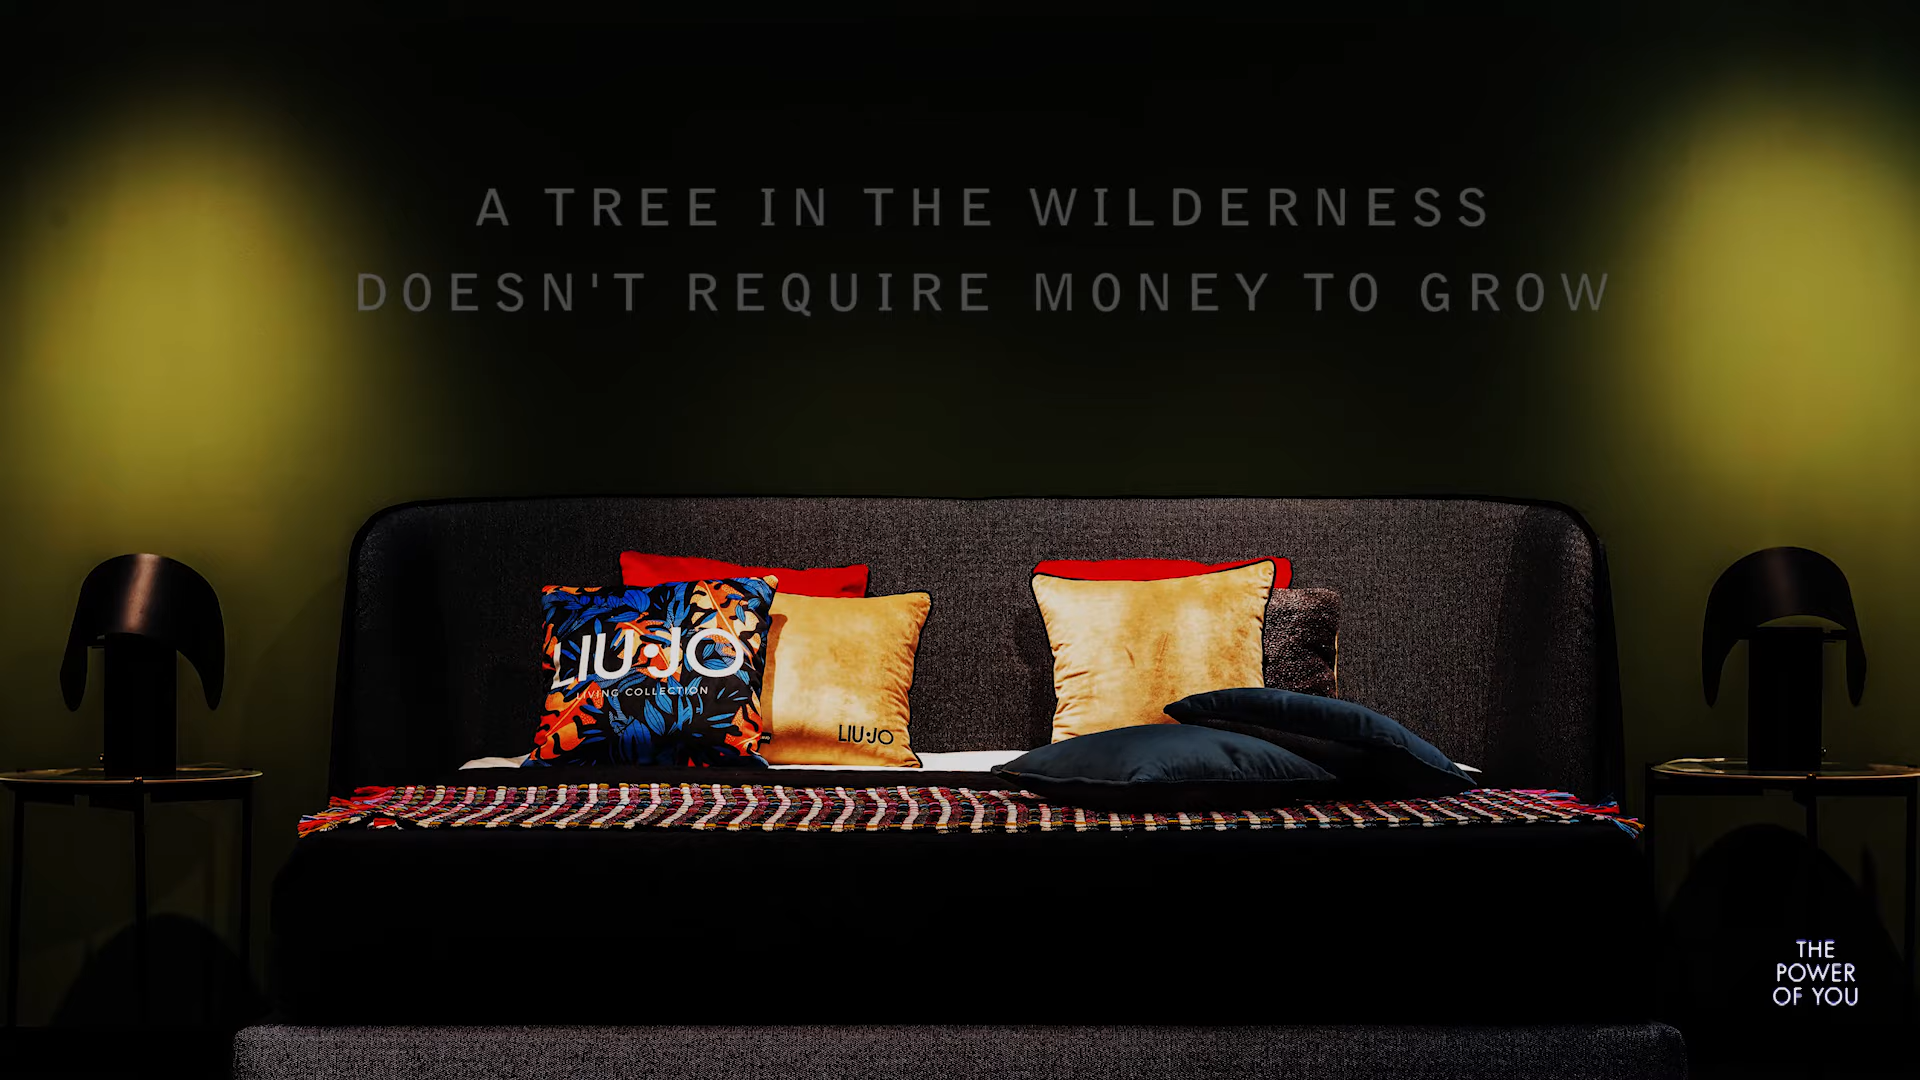 A TREE IN THE WILDERNESS
DOESN'T REQUIRE MONEY TO GROW
LIU·JO
LIVING COLLECTION
LIU·JO
THE
POWER
OF YOU